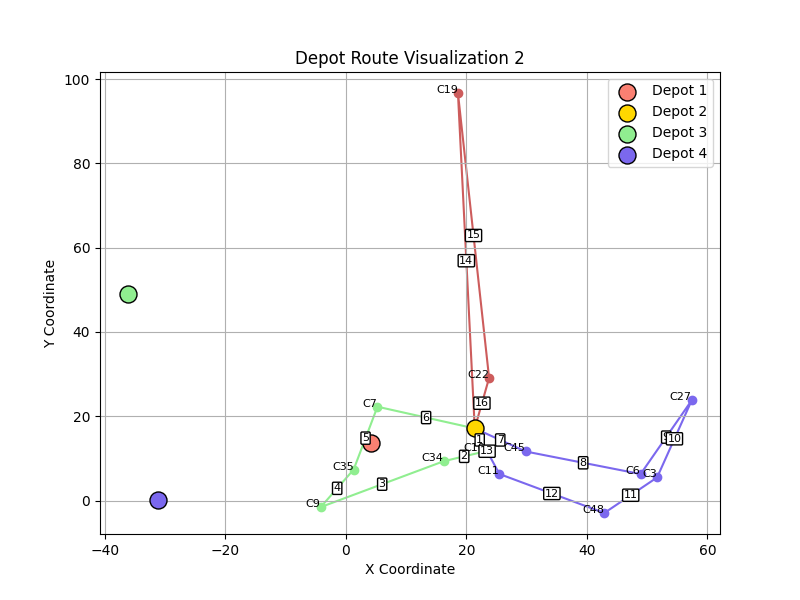 Depot Route Visualization 2
Depot 1
Depot 2
Depot 3
Depot 4
Y Coordinate
100
80
60
40
20
0
−40
−20
0
20
40
60
X Coordinate
C19
15
14
C22
16
C27
C7
6
5
C35
4
C9
3
C34
2
13
7
C45
8
C6
C3
10
11
C11
12
C48